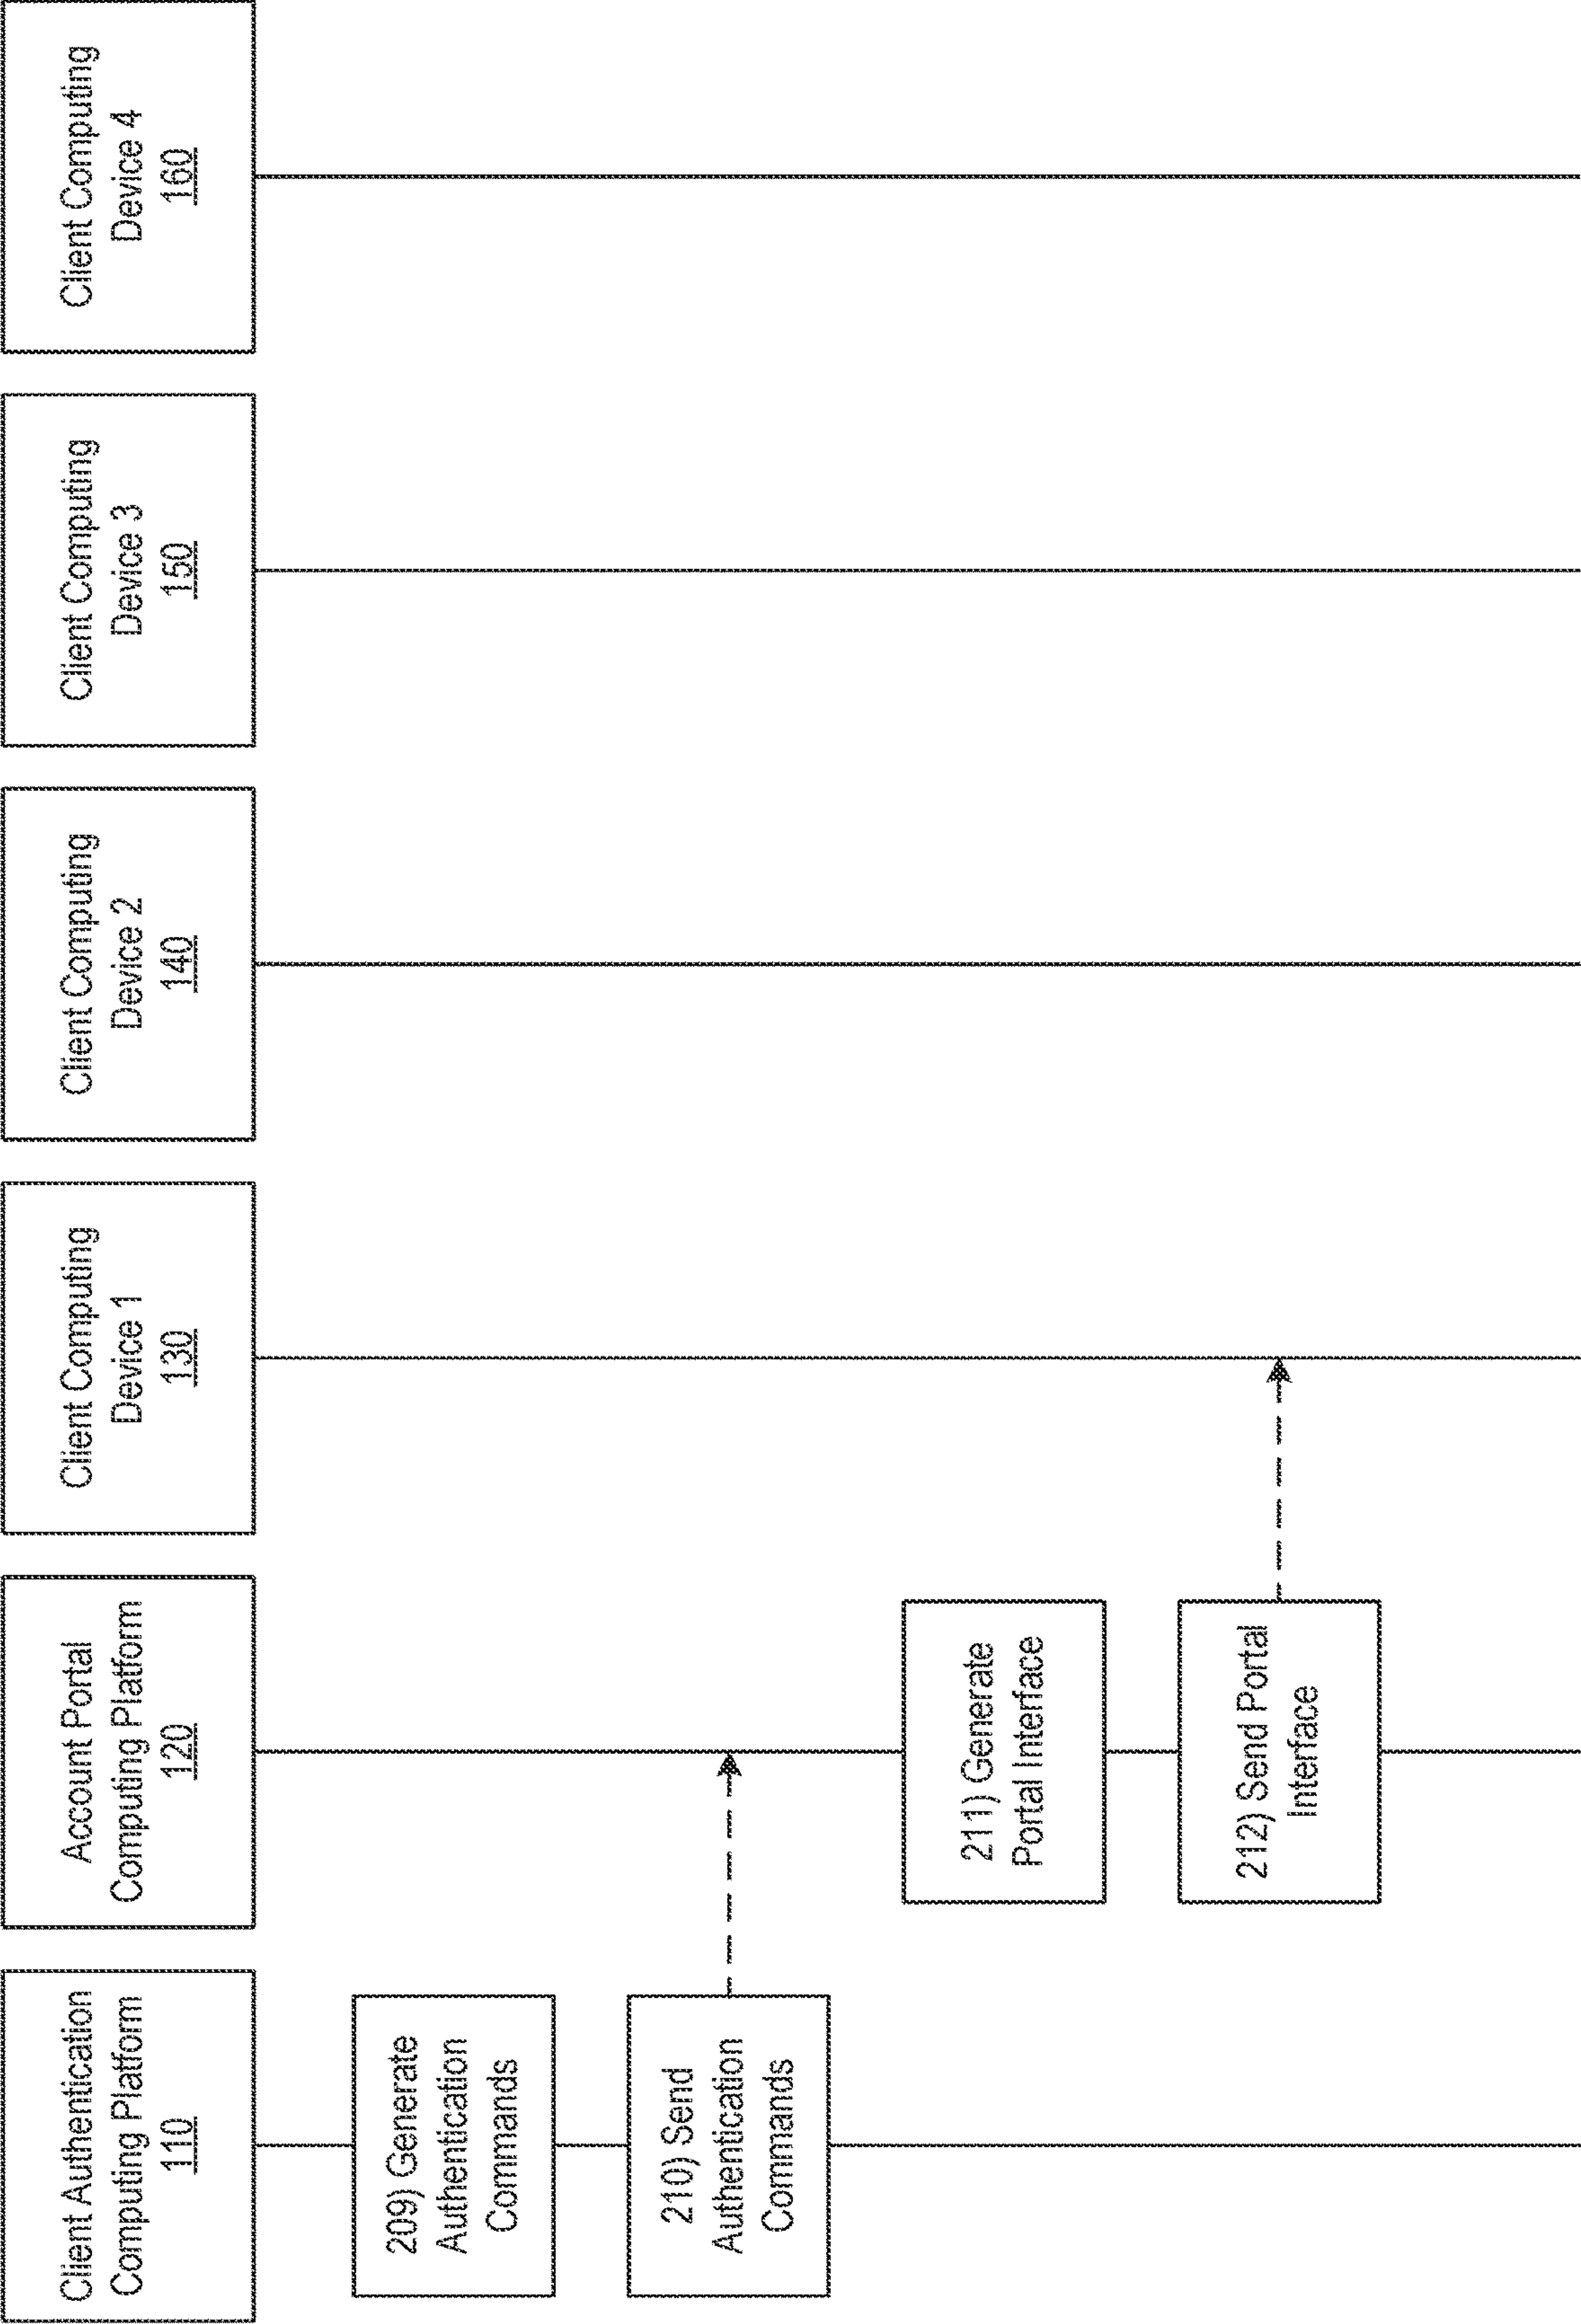 Client Authentication
Computing Platform
110
Account Portal
Computing Platform
120
Client Computing
Device 1
130
Client Computing
Device 2
140
Client Computing
Device 3
150
Client Computing
Device 4
160
209) Generate
Authentication
Commands
210) Send
Authentication
Commands
211) Generate
Portal Interface
212) Send Portal
Interface